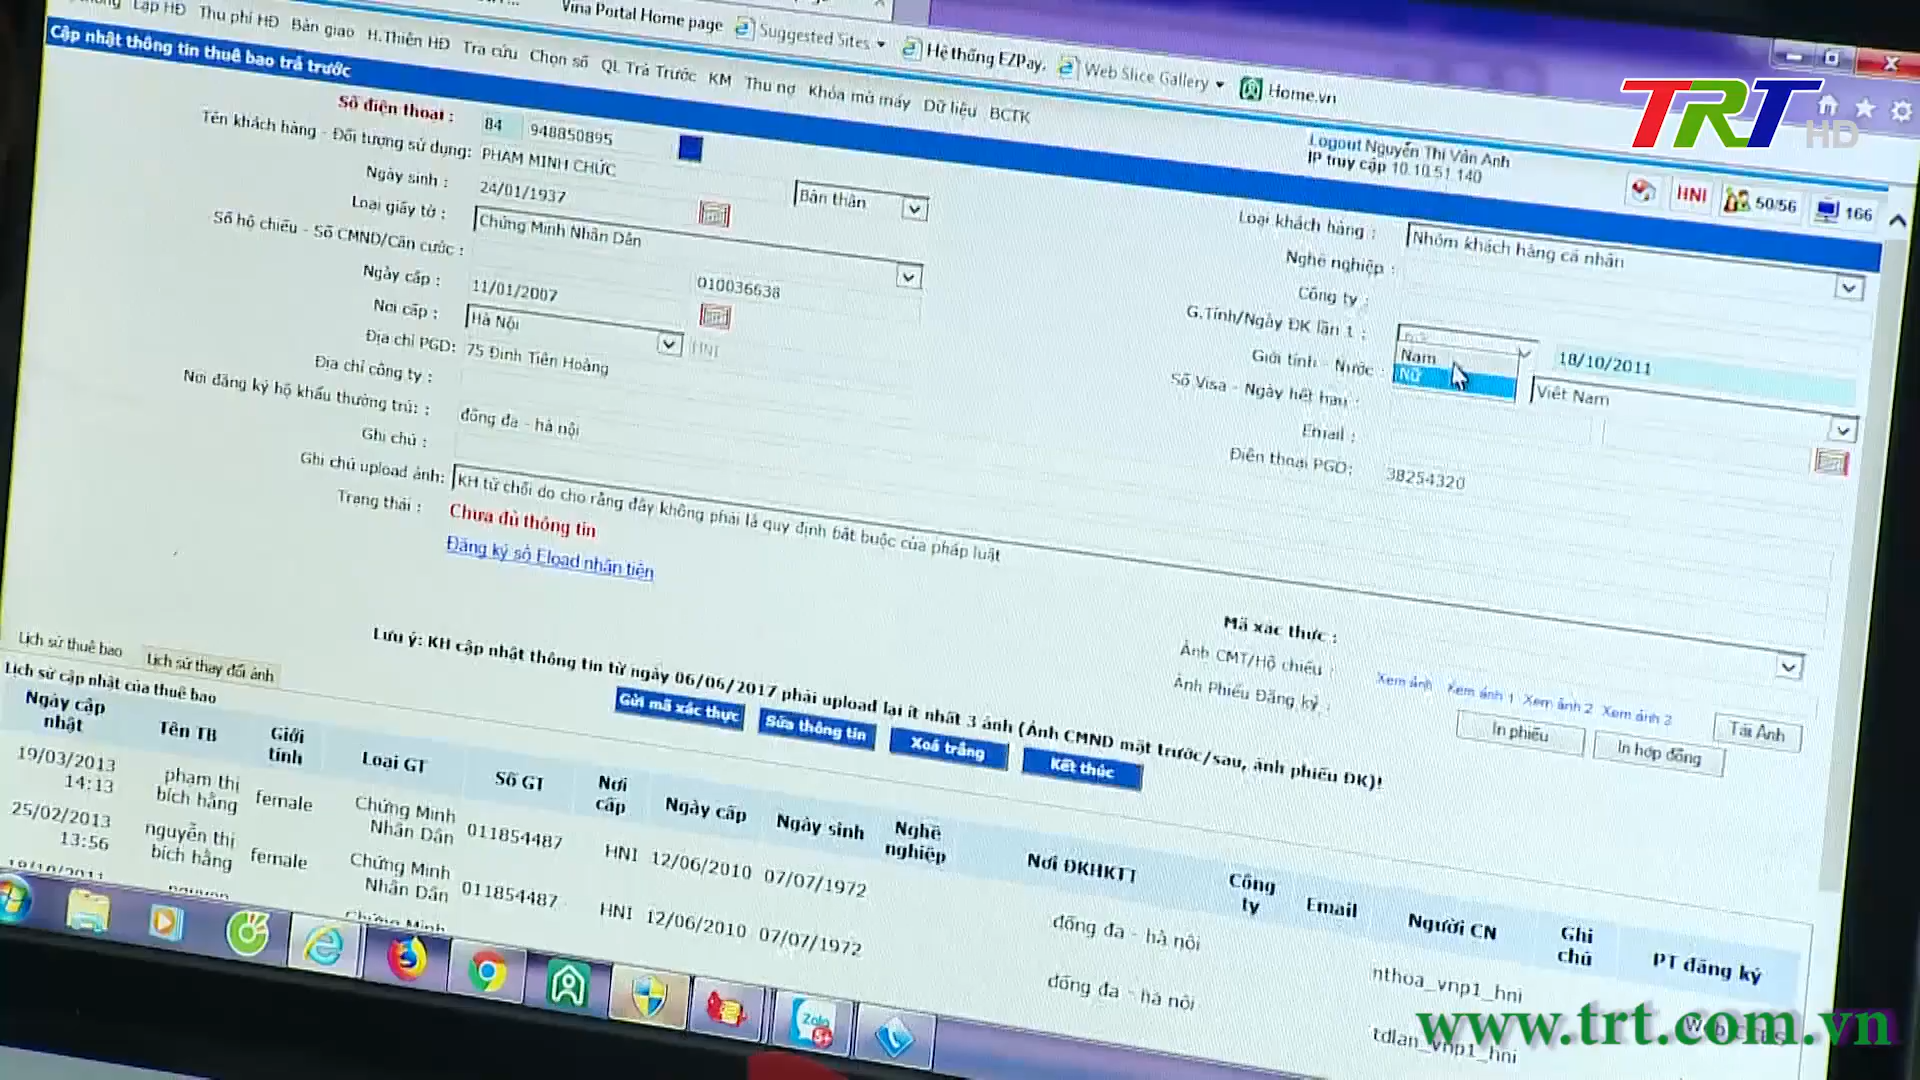 Vina Portal Home page
Suggested Sites
Hệ thống EZPay.
Web Slice Gallery
Home.vn
Lập HĐ Thu phí HĐ Bàn giao H.Thiện HĐ Tra cứu Chọn số QL Trả Trước KM Thu nợ Khóa mở máy Dữ liệu BCTK
TRT HD
Logout Nguyễn Thị Vân Anh
IP truy cập 10.10.51.140
HNI 50/56 166
Cập nhật thông tin thuê bao trả trước
Số điện thoại : 84 948850895
Tên khách hàng - Đối tượng sử dụng: PHẠM MINH CHỨC Bản thân
Ngày sinh : 24/01/1937
Loại giấy tờ : Chứng Minh Nhân Dân
Số hộ chiếu - Số CMND/Căn cước : 010036638
Ngày cấp : 11/01/2007
Nơi cấp : Hà Nội HNI
Địa chỉ PGD: 75 Đinh Tiên Hoàng
Địa chỉ công ty :
Nơi đăng ký hộ khẩu thường trú: : đống đa - hà nội
Ghi chú :
Ghi chú upload ảnh: KH từ chối do cho rằng đây không phải là quy định bắt buộc của pháp luật
Trạng thái : Chưa đủ thông tin
Đăng ký số Eload nhận tiền
Loại khách hàng : Nhóm khách hàng cá nhân
Nghề nghiệp :
Công ty :
G.Tính/Ngày ĐK lần 1 : 18/10/2011
Nam
Nữ
Giới tính - Nước : Việt Nam
Số Visa - Ngày hết hạn :
Email :
Điện thoại PGD: 38254320
Mã xác thực :
Ảnh CMT/Hộ chiếu : Xem ảnh Xem ảnh 1 Xem ảnh 2 Xem ảnh 3
Ảnh Phiếu Đăng ký :
In phiếu In hợp đồng Tải Ảnh
Lưu ý: KH cập nhật thông tin từ ngày 06/06/2017 phải upload lại ít nhất 3 ảnh (Ảnh CMND mặt trước/sau, ảnh phiếu ĐK)!
Gửi mã xác thực Sửa thông tin Xoá trắng Kết thúc
Lịch sử thuê bao Lịch sử thay đổi ảnh
Lịch sử cập nhật của thuê bao
Ngày cập nhật Tên TB Giới tính Loại GT Số GT Nơi cấp Ngày cấp Ngày sinh Nghề nghiệp Nơi ĐKHKTT Công ty Email Người CN Ghi chú PT đăng ký
19/03/2013 14:13 phạm thị bích hằng female Chứng Minh Nhân Dân 011854487 HNI 12/06/2010 07/07/1972 đống đa - hà nội nthoa_vnp1_hni
25/02/2013 13:56 nguyễn thị bích hằng female Chứng Minh Nhân Dân 011854487 HNI 12/06/2010 07/07/1972 đống đa - hà nội tdlan_vnp1_hni
Zalo 5+
www.trt.com.vn